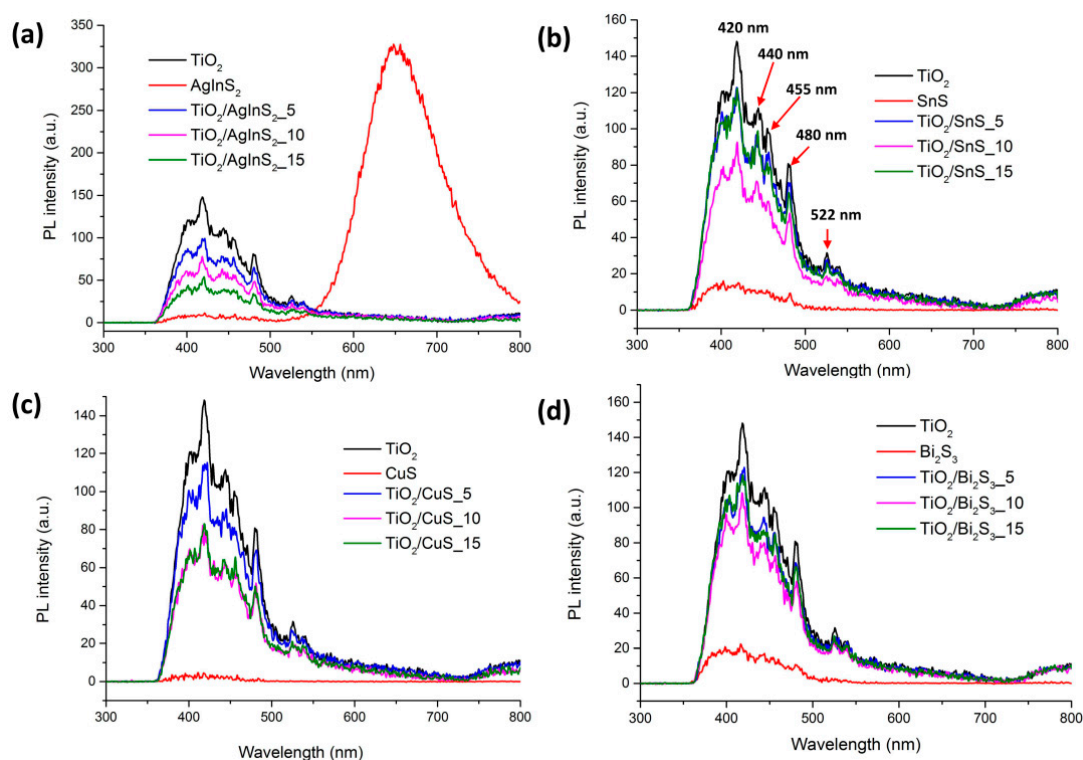 (a)
PL intensity (a.u.)
350
300
250
200
150
100
50
0
TiO₂
AgInS₂
TiO₂/AgInS₂_5
TiO₂/AgInS₂_10
TiO₂/AgInS₂_15
300 400 500 600 700 800
Wavelength (nm)
(b)
PL intensity (a.u.)
160
140
120
100
80
60
40
20
0
420 nm
440 nm
455 nm
480 nm
522 nm
TiO₂
SnS
TiO₂/SnS_5
TiO₂/SnS_10
TiO₂/SnS_15
300 400 500 600 700 800
Wavelength (nm)
(c)
PL intensity (a.u.)
140
120
100
80
60
40
20
0
TiO₂
CuS
TiO₂/CuS_5
TiO₂/CuS_10
TiO₂/CuS_15
300 400 500 600 700 800
Wavelength (nm)
(d)
PL intensity (a.u.)
160
140
120
100
80
60
40
20
0
TiO₂
Bi₂S₃
TiO₂/Bi₂S₃_5
TiO₂/Bi₂S₃_10
TiO₂/Bi₂S₃_15
300 400 500 600 700 800
Wavelength (nm)